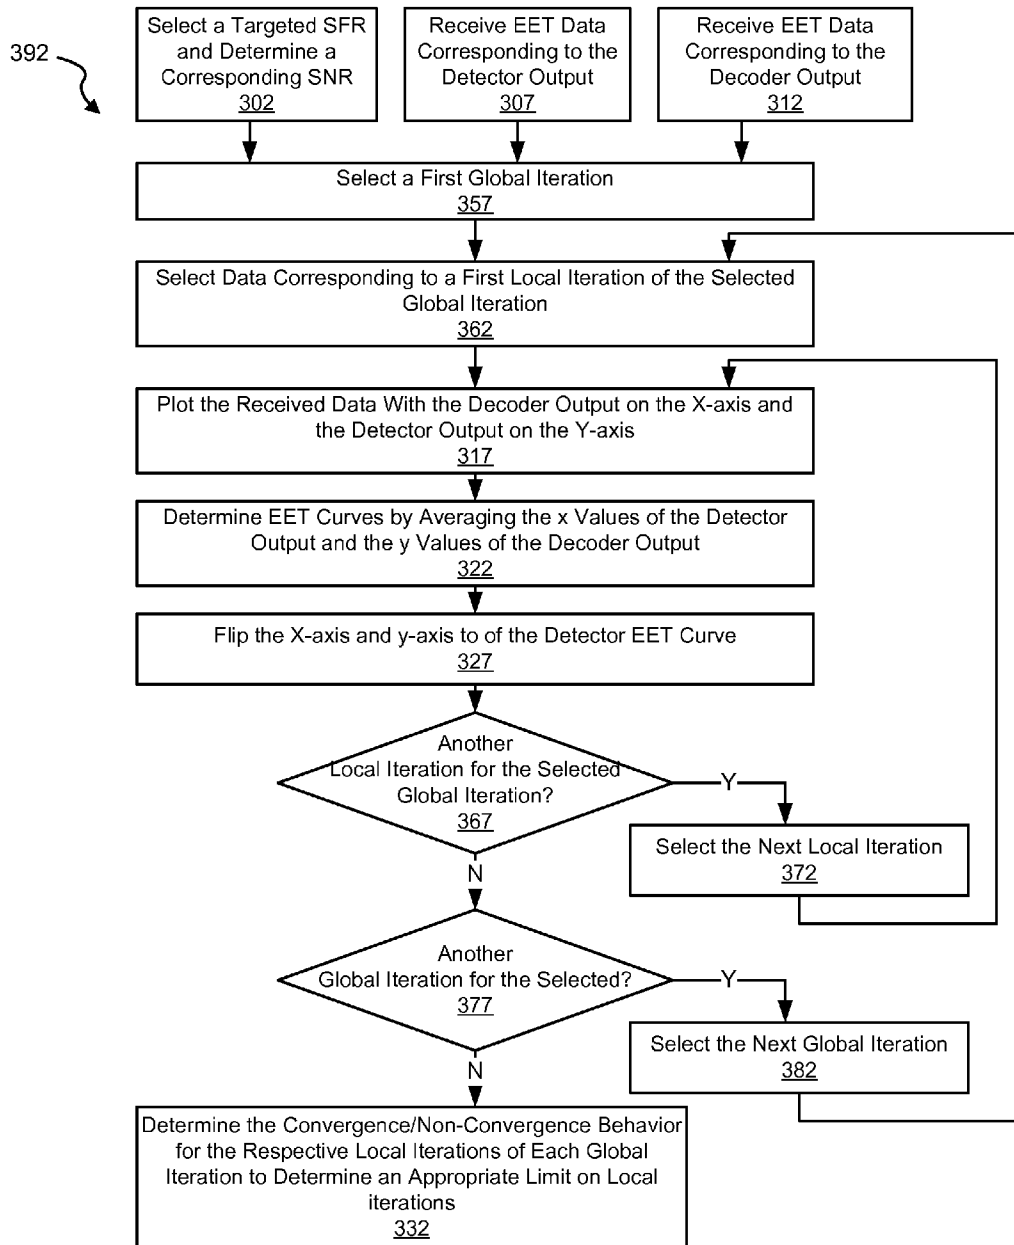 392
Select a Targeted SFR
and Determine a
Corresponding SNR
302
Receive EET Data
Corresponding to the
Detector Output
307
Receive EET Data
Corresponding to the
Decoder Output
312
Select a First Global Iteration
357
Select Data Corresponding to a First Local Iteration of the Selected
Global Iteration
362
Plot the Received Data With the Decoder Output on the X-axis and
the Detector Output on the Y-axis
317
Determine EET Curves by Averaging the x Values of the Detector
Output and the y Values of the Decoder Output
322
Flip the X-axis and y-axis to of the Detector EET Curve
327
Another
Local Iteration for the Selected
Global Iteration?
367
Y
Select the Next Local Iteration
372
N
Another
Global Iteration for the Selected?
377
Y
Select the Next Global Iteration
382
N
Determine the Convergence/Non-Convergence Behavior
for the Respective Local Iterations of Each Global
Iteration to Determine an Appropriate Limit on Local
iterations
332